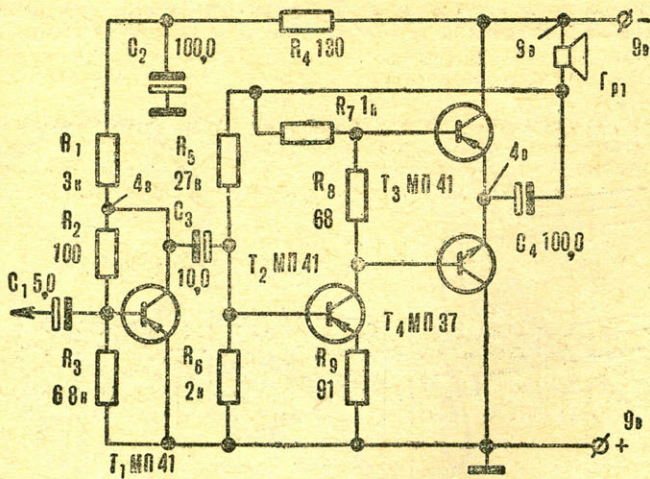 C₂ 100,0
R₄ 130
9в
9в
Гр1
R₁ 3к
4в
R₂ 100
C₁ 5,0
R₃ 68к
T₁ МП 41
R₅ 27к
C₃ 10,0
R₆ 2к
R₇ 1к
R₈ 68
T₂ МП 41
R₉ 91
T₃ МП 41
4в
C₄ 100,0
T₄ МП 37
9в
+